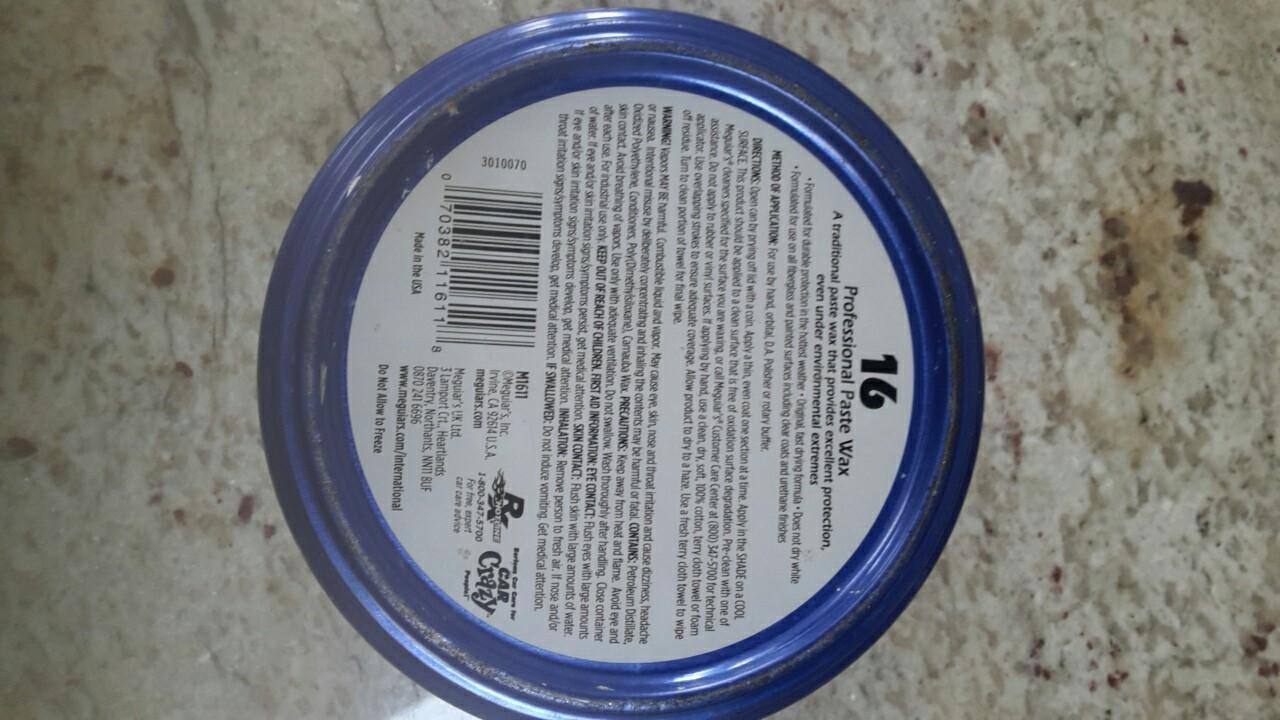 16
Professional Paste Wax
A traditional paste wax that provides excellent protection,
even under environmental extremes
• Formulated for durable protection in the hottest weather • Original, fast drying formula • Does not dry white
• Formulated for use on all fiberglass and painted surfaces including clear coats and urethane finishes
METHOD OF APPLICATION: For use by hand, orbital, D.A. Polisher or rotary buffer.
DIRECTIONS: Open can by prying off lid with a coin. Apply a thin, even coat one section at a time. Apply in the SHADE on a COOL
SURFACE. This product should be applied to a clean surface that is free of oxidation surface degradation. Pre-clean with one of
Meguiar's® cleaners specified for the surface you are waxing, or call Meguiar's® Customer Care Center at (800) 347-5700 for technical
assistance. Do not apply to rubber or vinyl surfaces. If applying by hand, use a clean, dry, soft, 100% cotton, terry cloth towel or foam
applicator. Use overlapping strokes to ensure adequate coverage. Allow product to dry to a haze. Use a fresh terry cloth towel to wipe
off residue. Turn to clean portion of towel for final wipe.
WARNING! Vapors MAY BE harmful. Combustible liquid and vapor. May cause eye, skin, nose and throat irritation and cause dizziness, headache
or nausea. Intentional misuse by deliberately concentrating and inhaling the contents may be harmful or fatal. CONTAINS: Petroleum Distillate,
Oxidized Polyethylene, Conditioners, Poly(Dimethylsiloxane), Carnauba Wax. PRECAUTIONS: Keep away from heat and flame. Avoid eye and
skin contact. Avoid breathing of vapors. Use only with adequate ventilation. Do not swallow. Wash thoroughly after handling. Close container
after each use. For industrial use only. KEEP OUT OF REACH OF CHILDREN. FIRST AID INFORMATION: EYE CONTACT: Flush eyes with large amounts
of water. If eye and/or skin irritation signs/symptoms persist, get medical attention. SKIN CONTACT: Flush skin with large amounts of water.
If eye and/or skin irritation signs/symptoms develop, get medical attention. INHALATION: Remove person to fresh air. If nose and/or
throat irritation signs/symptoms develop, get medical attention. IF SWALLOWED: Do not induce vomiting. Get medical attention.
3010070
0 70382 11611 8
Made in the USA
M1611
©Meguiar's, Inc.
Irvine, CA 92614 U.S.A.
meguiars.com
Meguiar's UK Ltd.
3 Lamport Ct., Heartlands
Daventry, Northants, NN11 8UF
0870 241 6696
www.meguiars.com/international
Do Not Allow to Freeze
Rx
1-800-347-5700
For free, expert
car care advice
Serious Car Care For
CAR
Crazy
People!